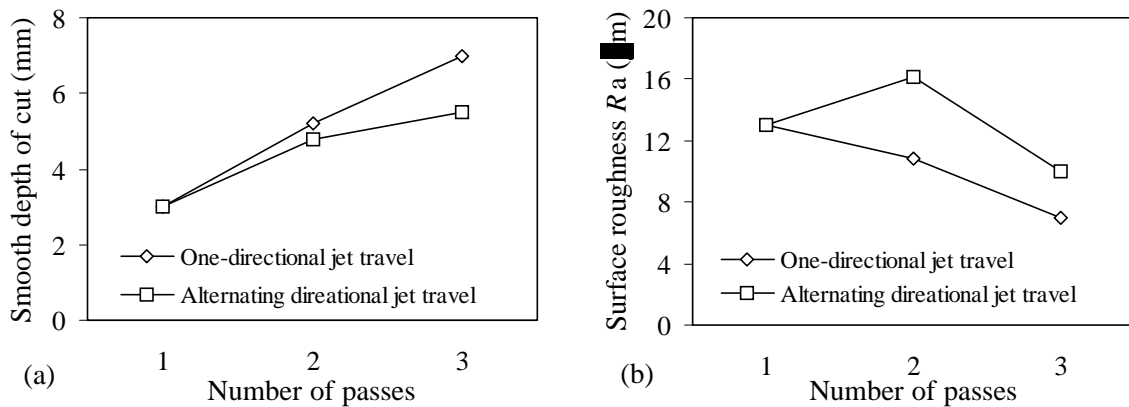 Smooth depth of cut (mm)
8
6
4
2
0
One-directional jet travel
Alternating direational jet travel
1 2 3
Number of passes
(a)
Surface roughness Ra ( m)
20
16
12
8
4
0
One-directional jet travel
Alternating direational jet travel
1 2 3
Number of passes
(b)